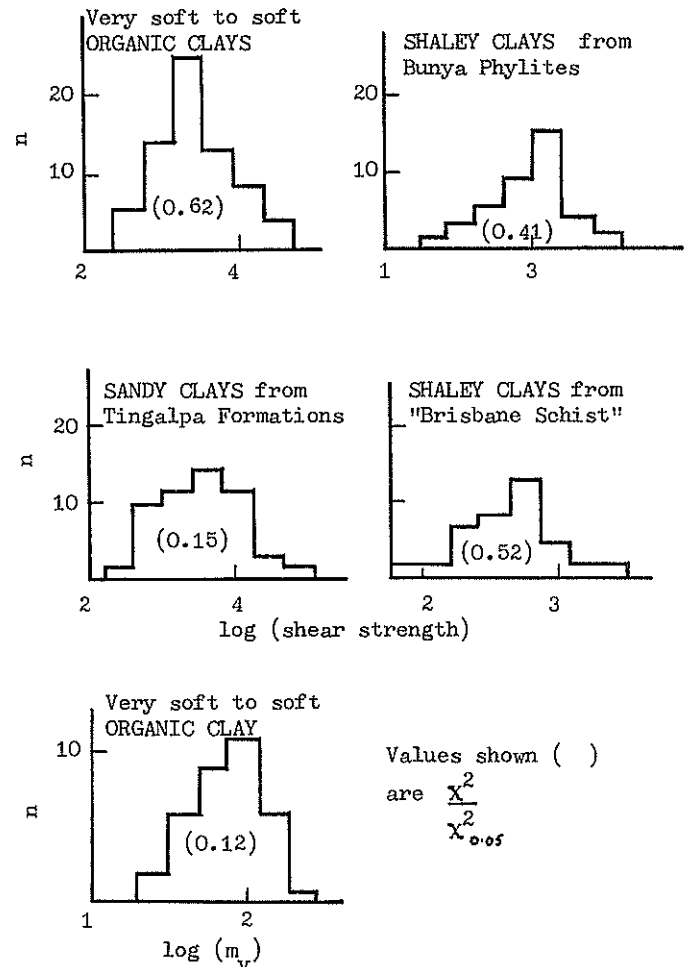 Very soft to soft
ORGANIC CLAYS
20
n
10
(0.62)
2
4
SHALEY CLAYS from
Bunya Phylites
20
10
(0.41)
1
3
SANDY CLAYS from
Tingalpa Formations
20
n
10
(0.15)
2
4
SHALEY CLAYS from
"Brisbane Schist"
(0.52)
2
3
log (shear strength)
Very soft to soft
ORGANIC CLAY
10
n
(0.12)
1
2
log (m_v)
Values shown ( )
are χ²
χ²0.05